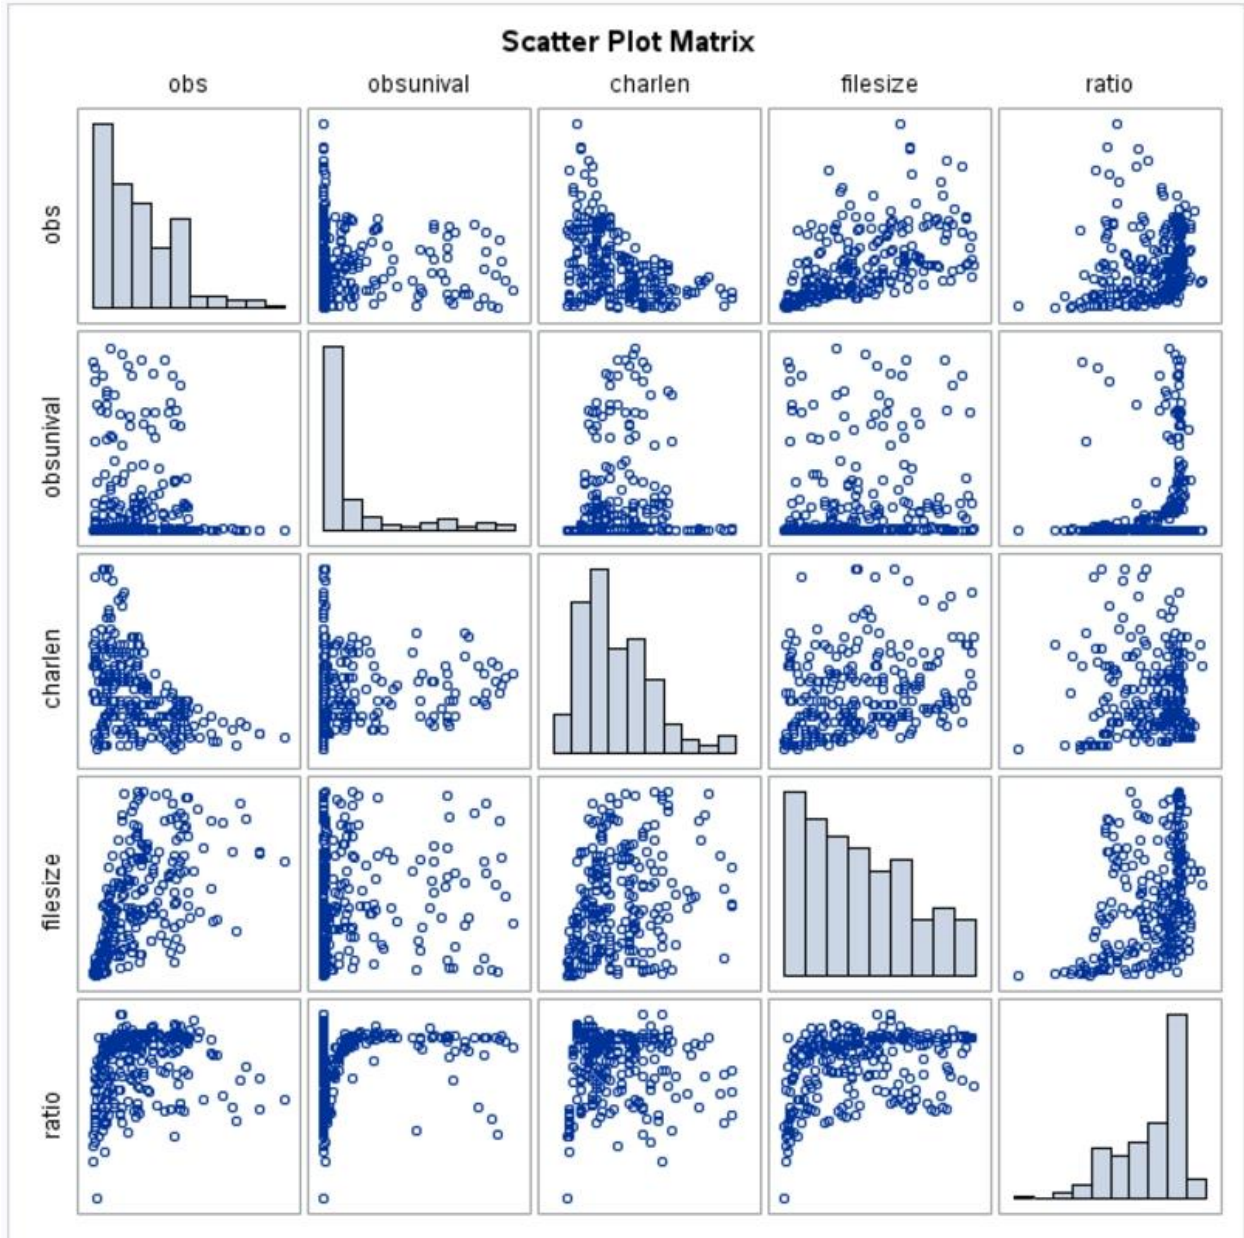 Scatter Plot Matrix
obs obsunival charlen filesize ratio
obs
obsunival
charlen
filesize
ratio